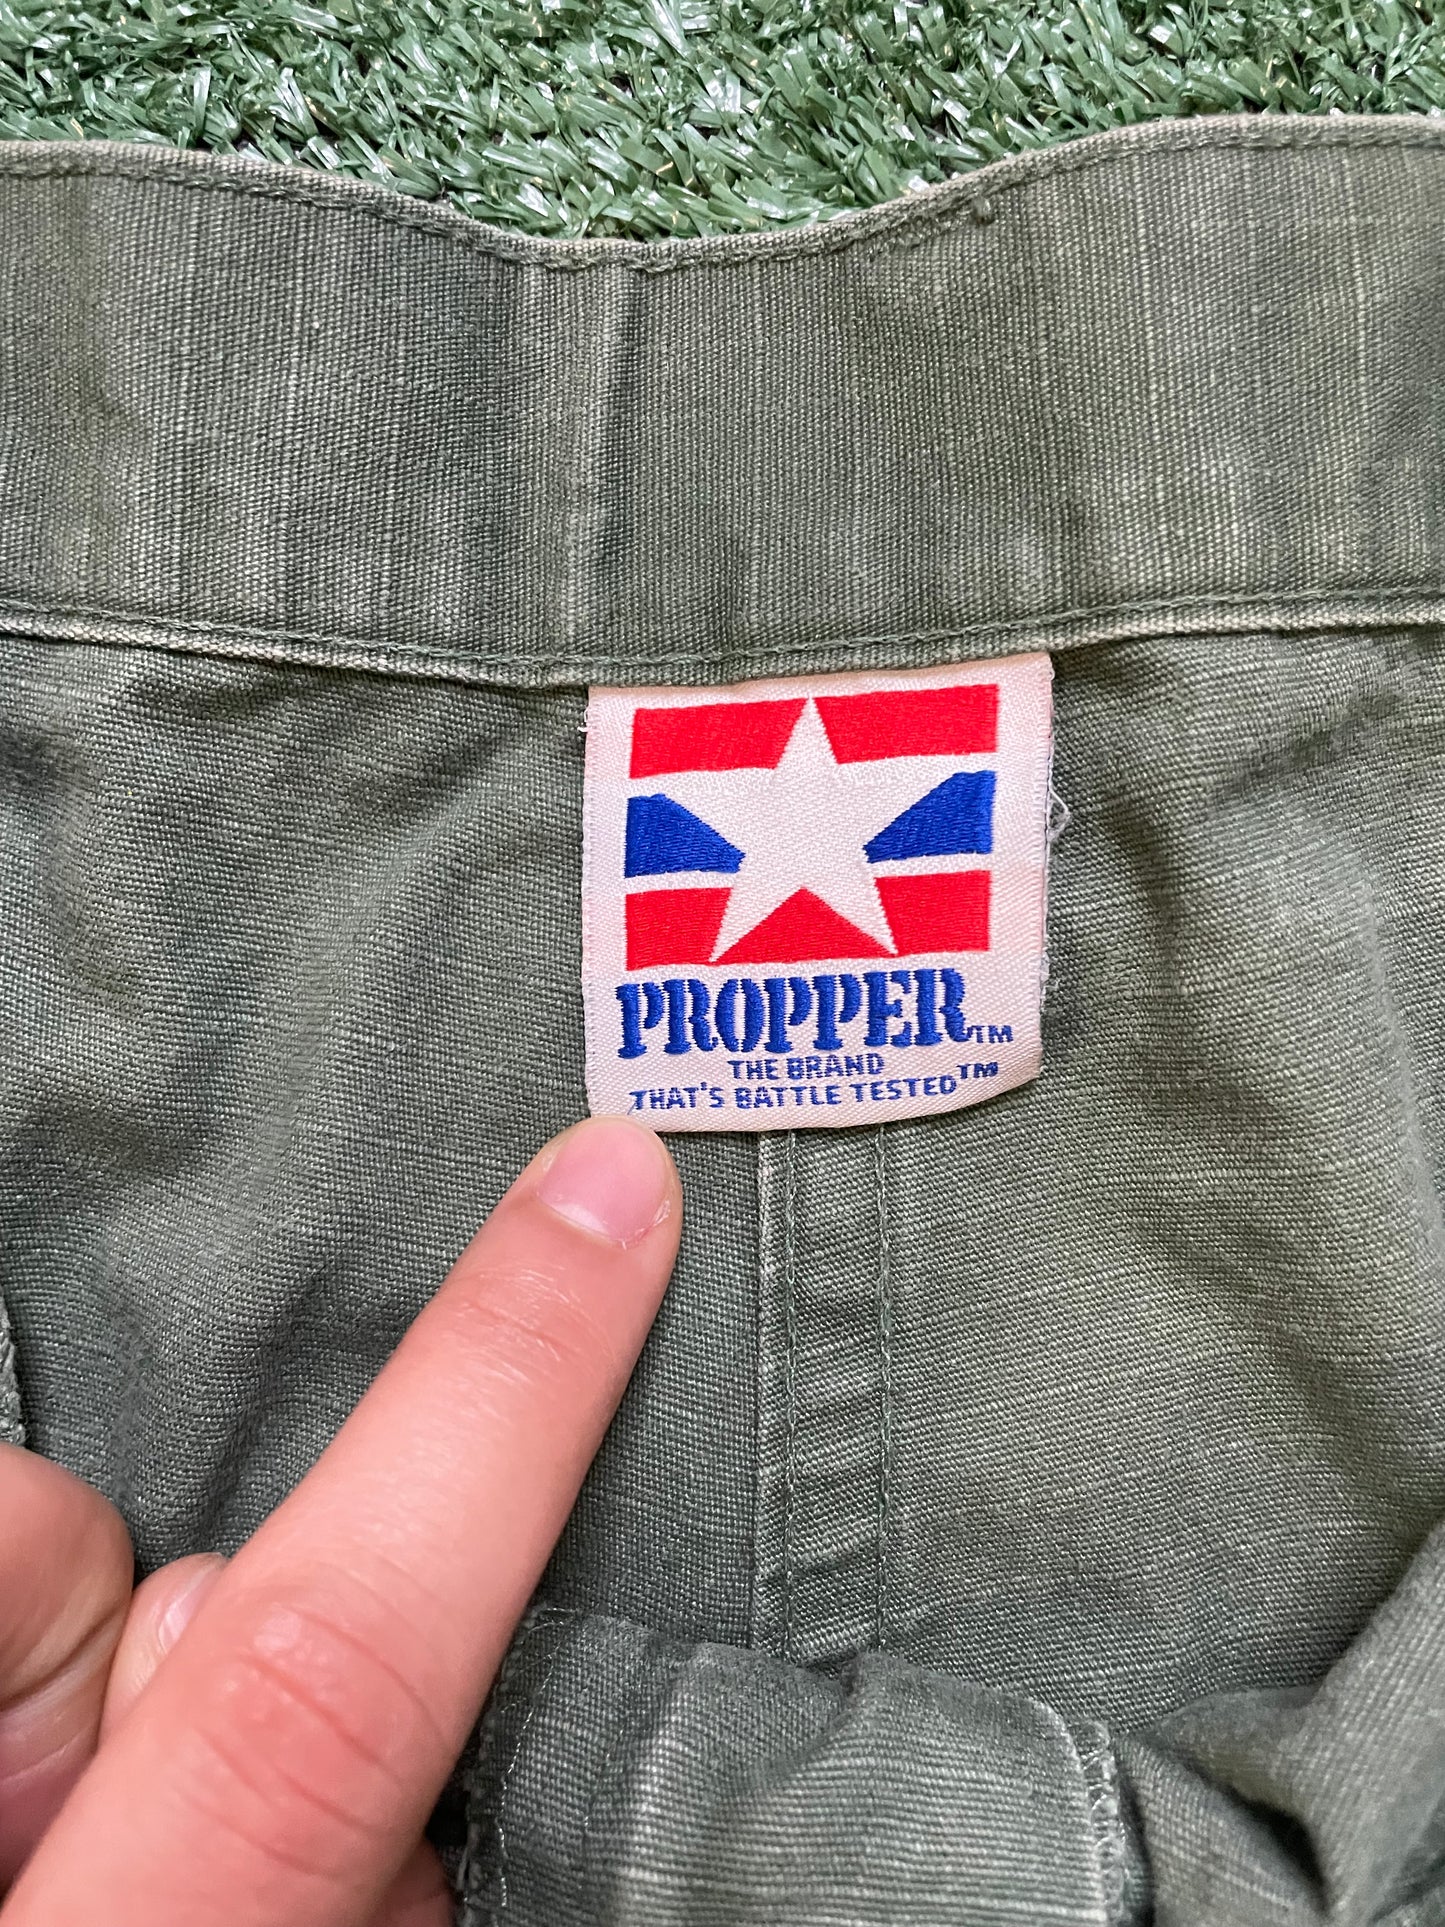 PROPPER™
THE BRAND
THAT'S BATTLE TESTED™